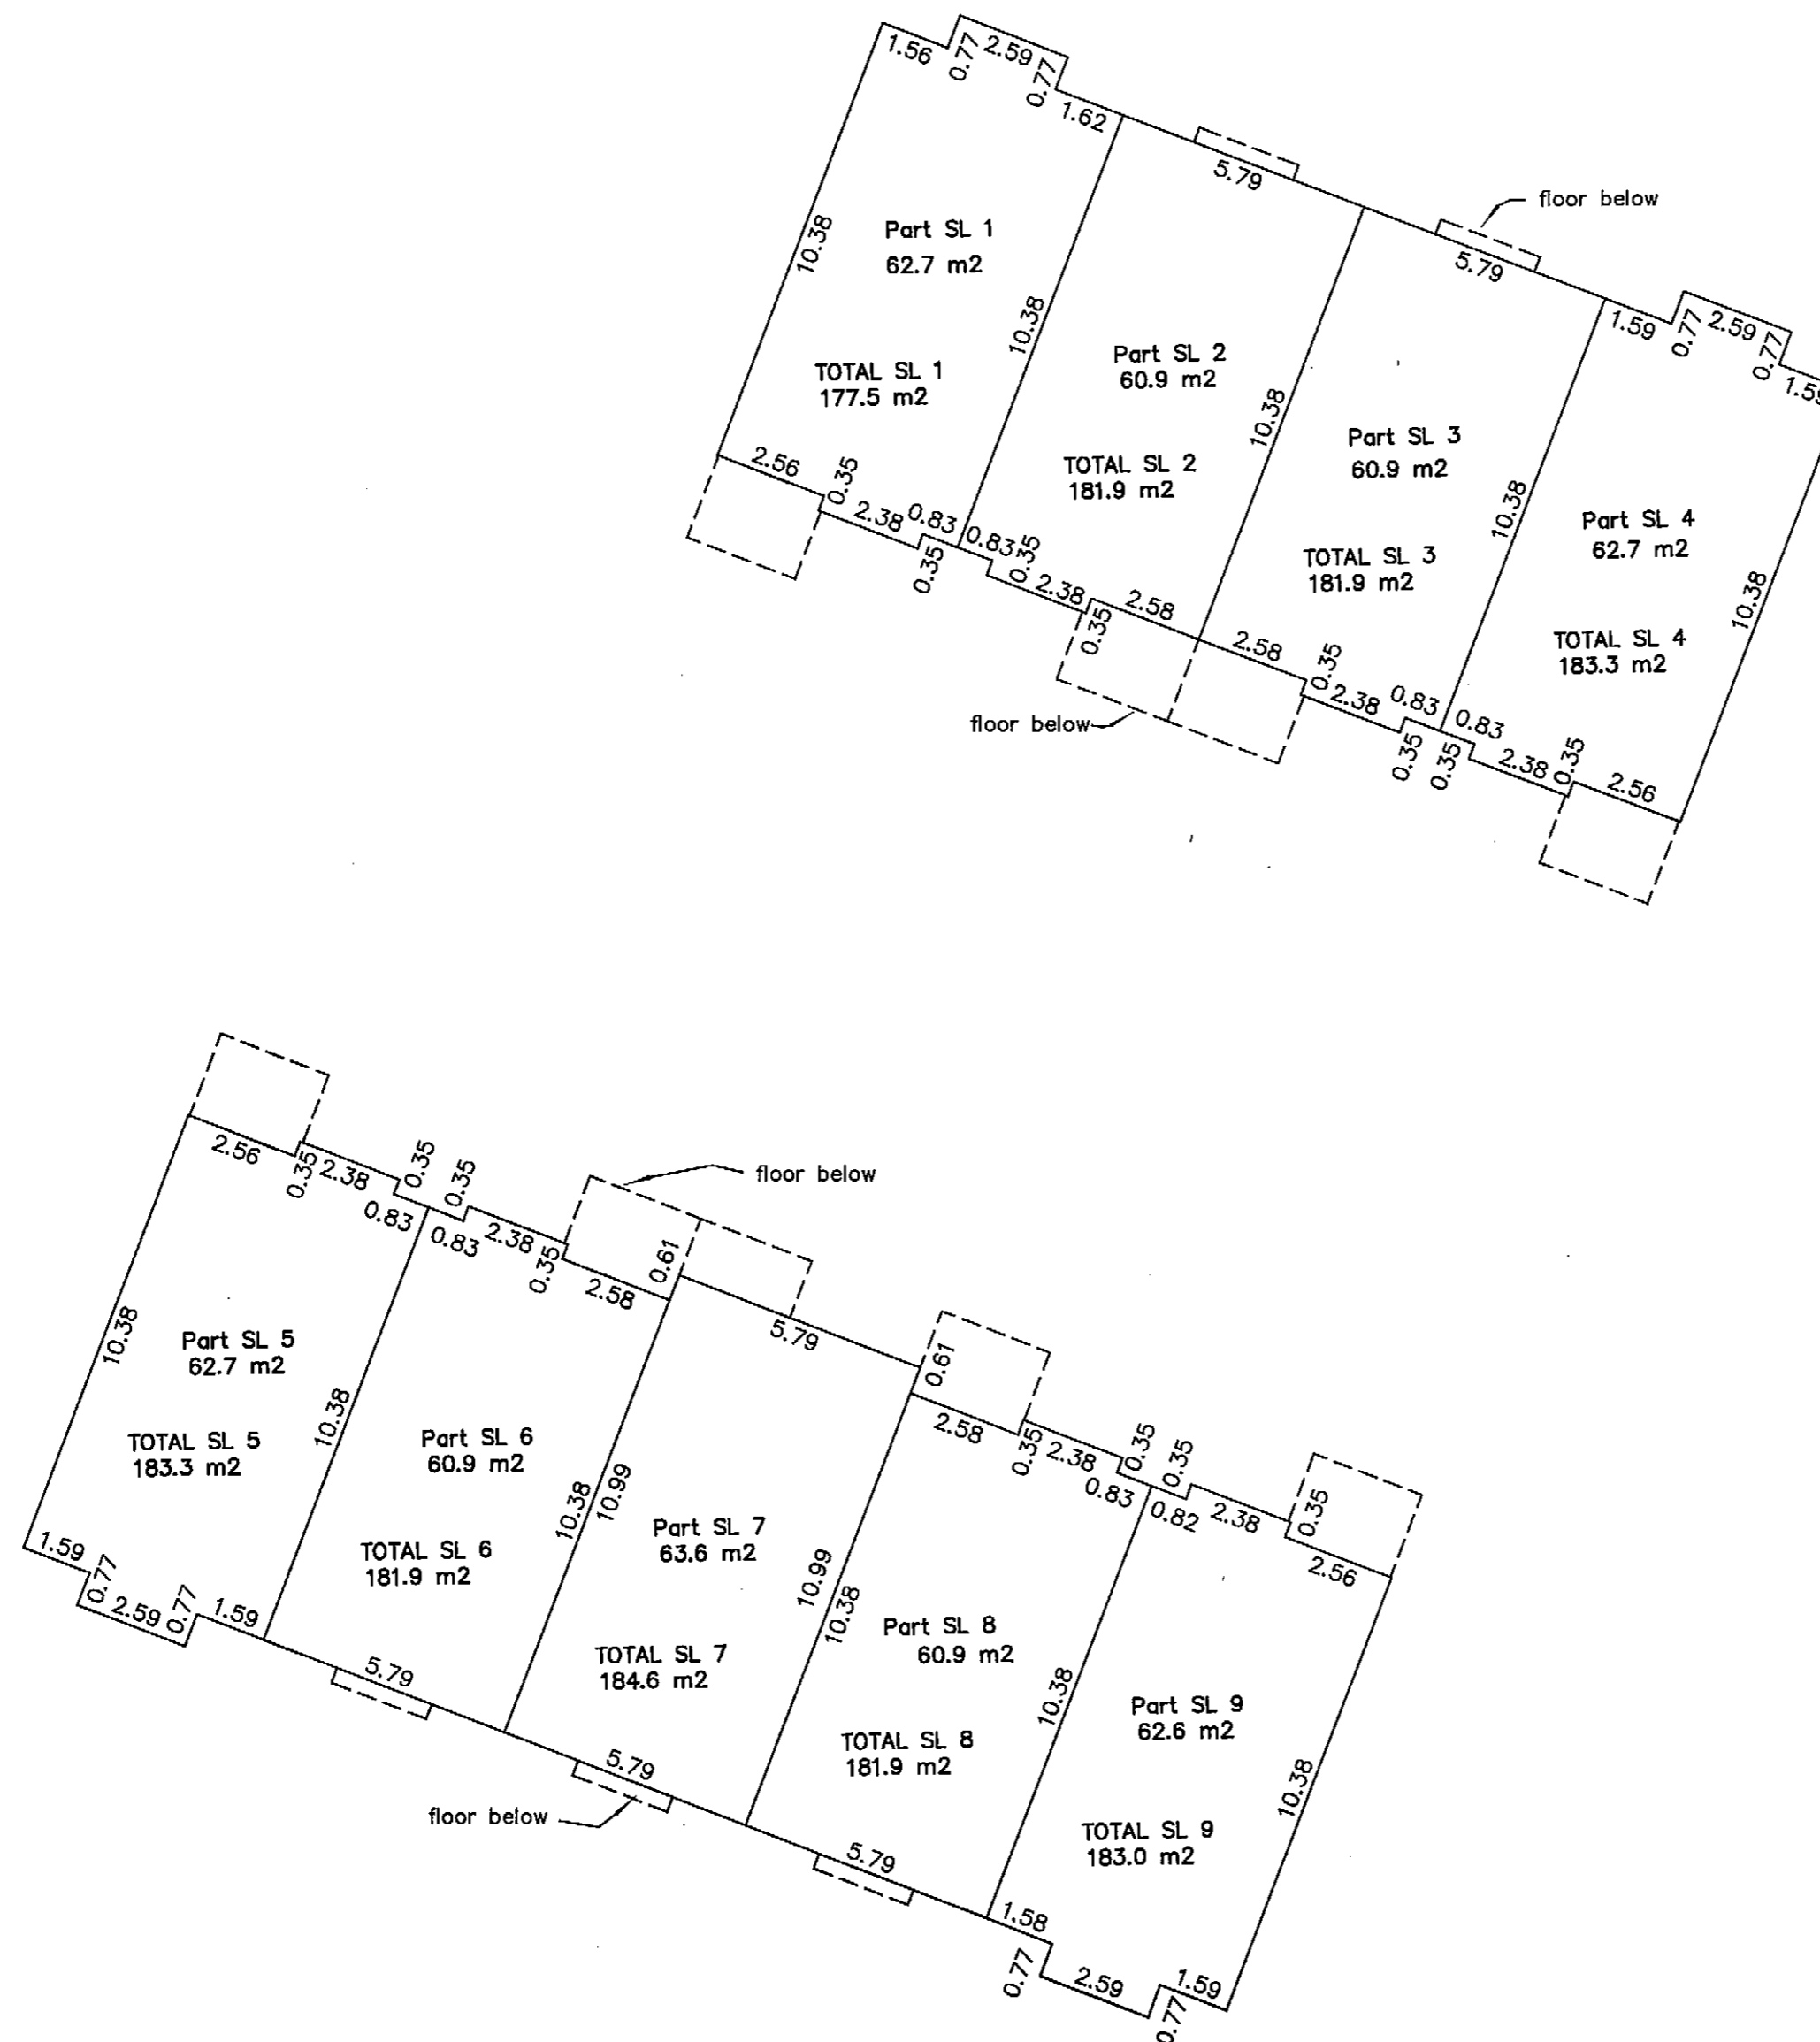 1.56
0.77
2.59
0.77
1.62
5.79
floor below
5.79
1.59
0.77
2.59
0.77
1.59
10.38
Part SL 1
62.7 m2
TOTAL SL 1
177.5 m2
10.38
Part SL 2
60.9 m2
TOTAL SL 2
181.9 m2
10.38
Part SL 3
60.9 m2
TOTAL SL 3
181.9 m2
10.38
Part SL 4
62.7 m2
TOTAL SL 4
183.3 m2
10.38
2.56
0.35
2.38
0.35
0.83
0.83
0.35
2.38
0.35
2.58
2.58
0.35
2.38
0.35
0.83
0.83
0.35
2.38
0.35
2.56
floor below
2.56
0.35
2.38
0.35
0.83
0.83
0.35
2.38
0.35
2.58
0.61
floor below
5.79
0.61
2.58
0.35
2.38
0.35
0.83
0.82
0.35
2.38
0.35
2.56
10.38
Part SL 5
62.7 m2
TOTAL SL 5
183.3 m2
10.38
Part SL 6
60.9 m2
TOTAL SL 6
181.9 m2
10.38
10.99
Part SL 7
63.6 m2
TOTAL SL 7
184.6 m2
10.99
10.38
Part SL 8
60.9 m2
TOTAL SL 8
181.9 m2
10.38
Part SL 9
62.6 m2
TOTAL SL 9
183.0 m2
10.38
1.59
0.77
2.59
0.77
1.59
5.79
5.79
floor below
5.79
1.58
0.77
2.59
0.77
1.59